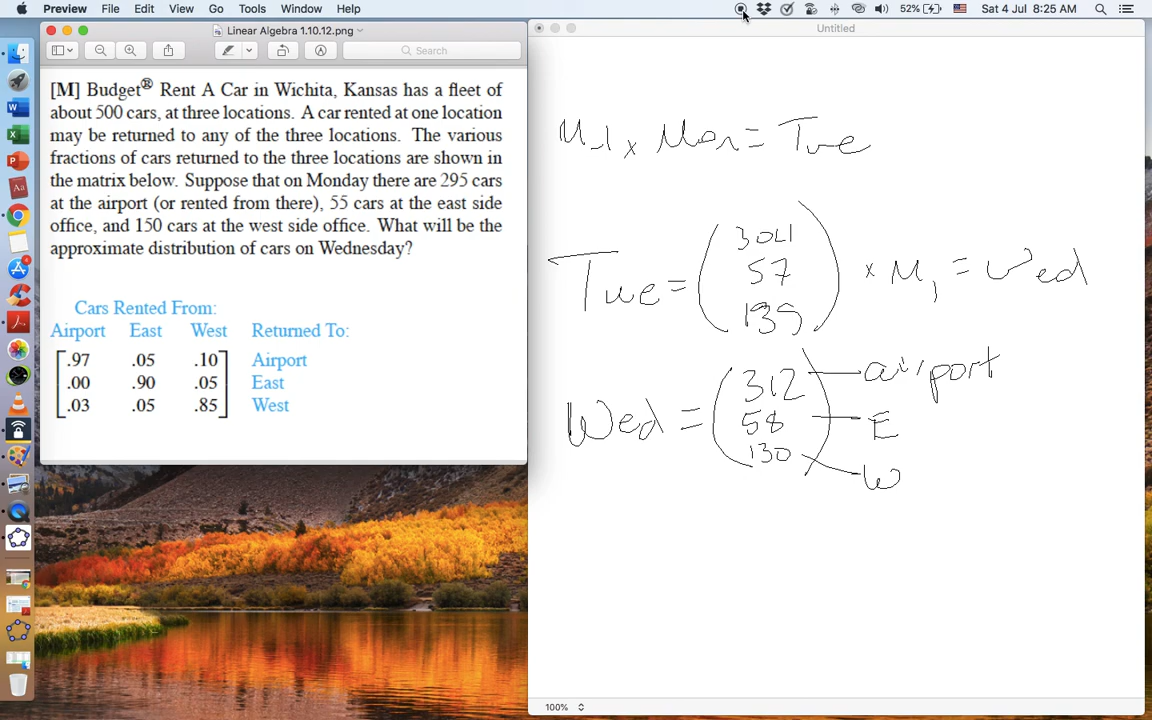 Preview File Edit View Go Tools Window Help 52% Sat 4 Jul 8:25 AM
Linear Algebra 1.10.12.png
Search
[M] Budget® Rent A Car in Wichita, Kansas has a fleet of
about 500 cars, at three locations. A car rented at one location
may be returned to any of the three locations. The various
fractions of cars returned to the three locations are shown in
the matrix below. Suppose that on Monday there are 295 cars
at the airport (or rented from there), 55 cars at the east side
office, and 150 cars at the west side office. What will be the
approximate distribution of cars on Wednesday?
Cars Rented From:
Airport East West Returned To:
.97 .05 .10 Airport
.00 .90 .05 East
.03 .05 .85 West
Untitled
x Mon = Tue
304
57
Tue = x M1 = Wed
139
312 airport
Wed = 58 E
130 W
100%